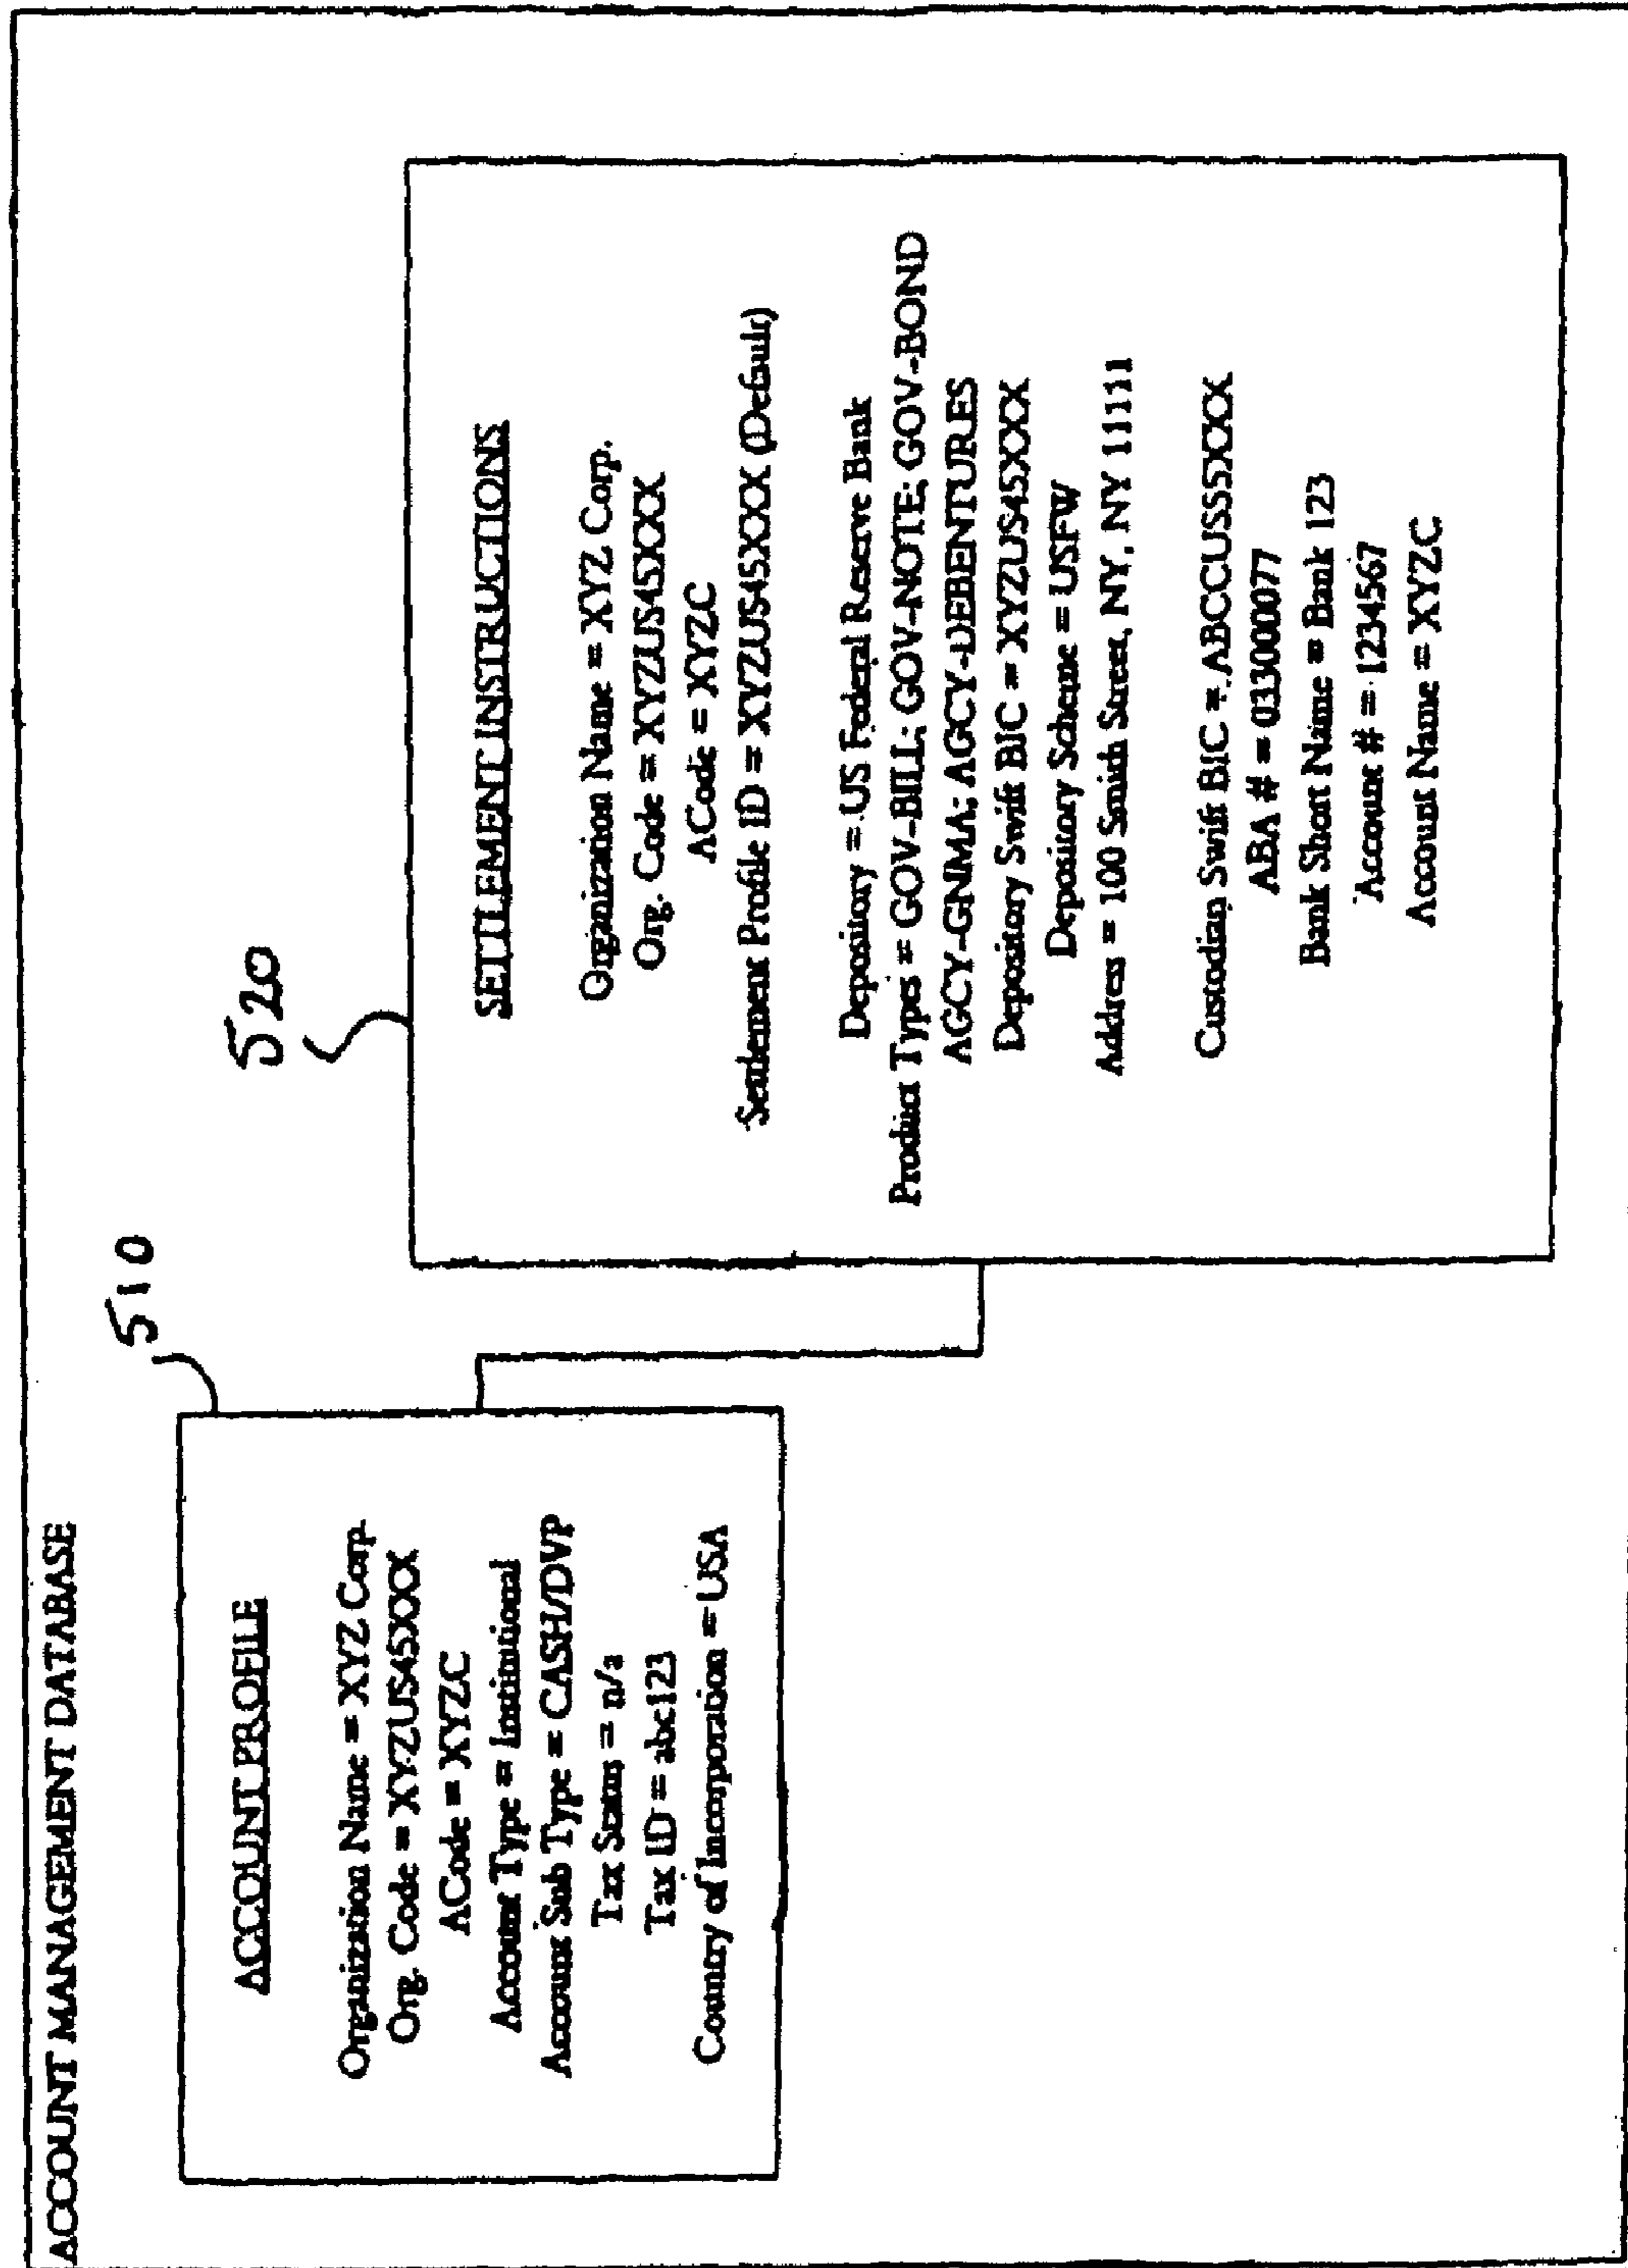 ACCOUNT MANAGEMENT DATABASE
510
ACCOUNT PROFILE
Organization Name = XYZ Corp.
Org. Code = XYZUS45XXX
ACode = XYZC
Account Type = Institutional
Account Sub Type = CASH/DVP
Tax Status = n/a
Tax ID = abc123
Country of Incorporation = USA
520
SETTLEMENT INSTRUCTIONS
Organization Name = XYZ Corp.
Org. Code = XYZUS45XXX
ACode = XYZC
Settlement Profile ID = XYZUS45XXX (Default)
Depository = US Federal Reserve Bank
Product Types = GOV-BILL; GOV-NOTE; GOV-BOND
AGCY-GNMA; AGCY-DEBENTURES
Depository Swift BIC = XYZUS45XXX
Depository Scheme = USFW
Address = 100 Smith Street, NY, NY 11111
Custodian Swift BIC = ABCCUSS5XXX
ABA # = 033000077
Bank Short Name = Bank 123
Account # = 1234567
Account Name = XYZC